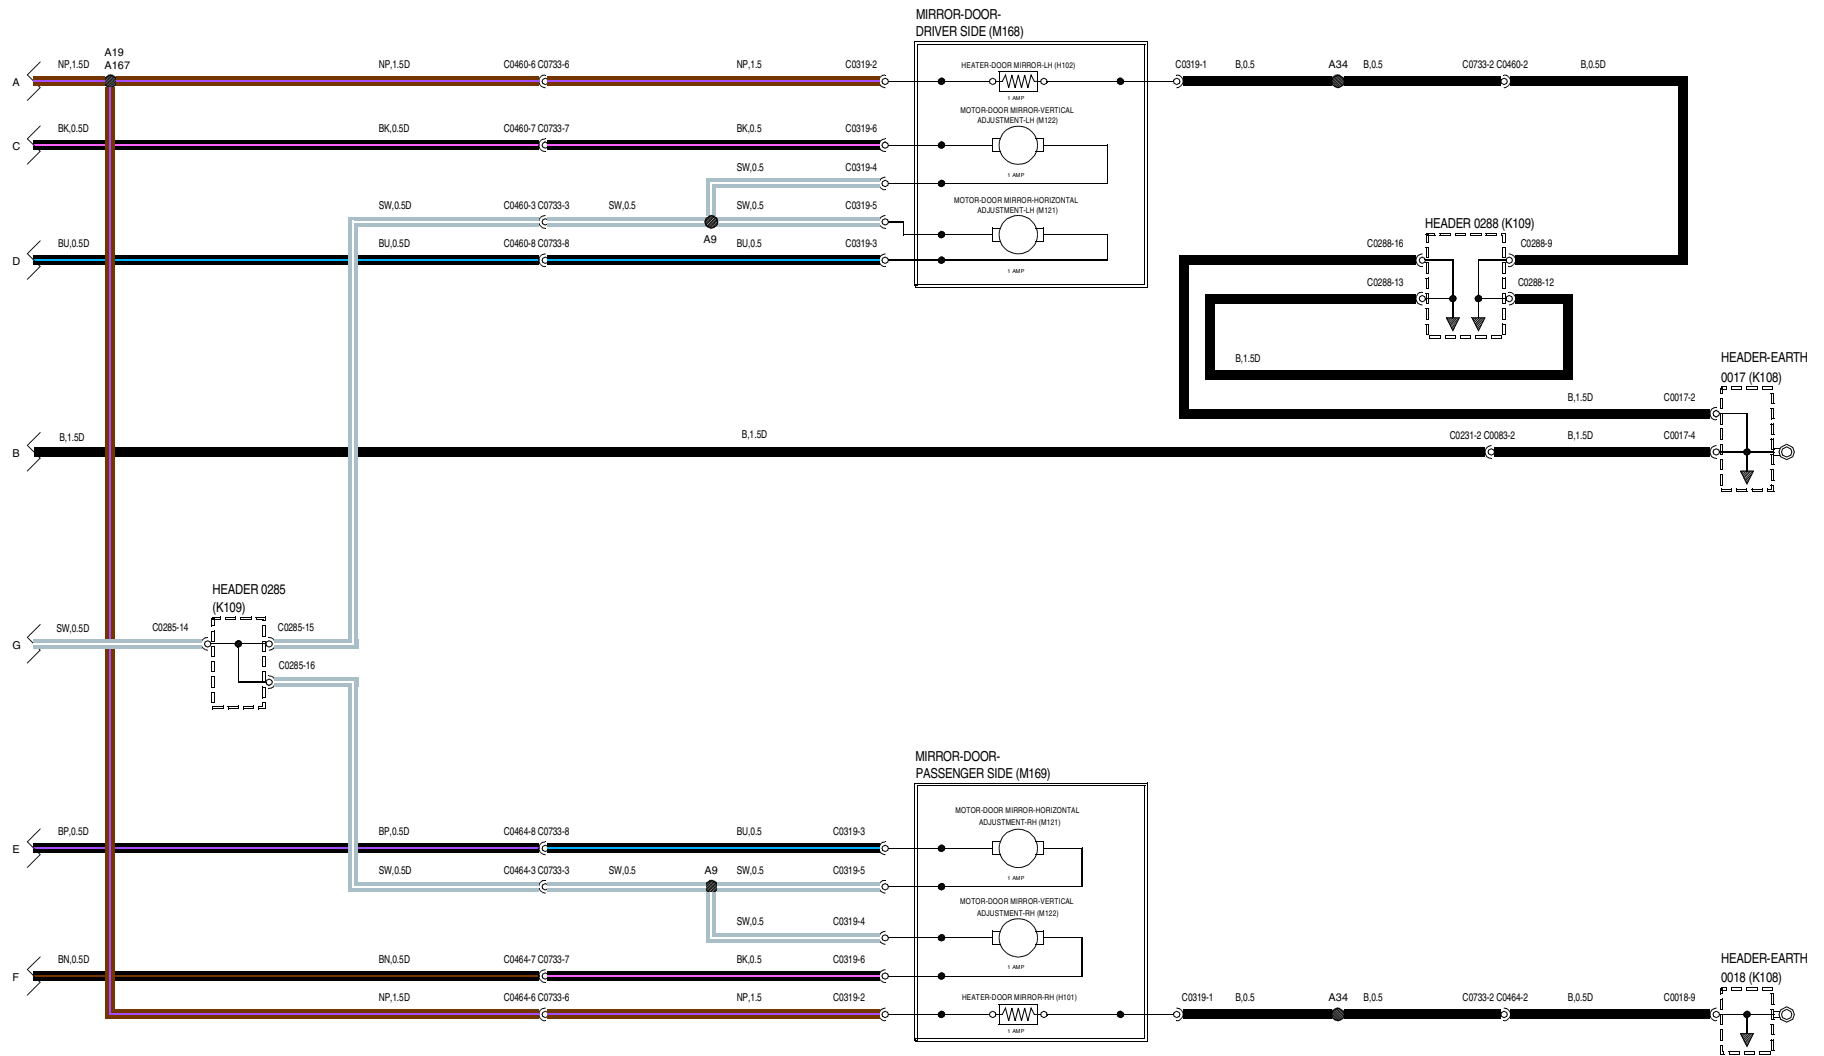 MIRROR-DOOR-
DRIVER SIDE (M168)
A19
A167
A
NP,1.5D
NP,1.5D
C0460-6 C0733-6
NP,1.5
C0319-2
HEATER-DOOR MIRROR-LH (H102)
1 AMP
C0319-1
B,0.5
A34
B,0.5
C0733-2 C0460-2
B,0.5D
C
BK,0.5D
BK,0.5D
C0460-7 C0733-7
BK,0.5
C0319-6
MOTOR-DOOR MIRROR-VERTICAL
ADJUSTMENT-LH (M122)
1 AMP
SW,0.5
C0319-4
SW,0.5D
C0460-3 C0733-3
SW,0.5
A9
SW,0.5
C0319-5
MOTOR-DOOR MIRROR-HORIZONTAL
ADJUSTMENT-LH (M121)
1 AMP
D
BU,0.5D
BU,0.5D
C0460-8 C0733-8
BU,0.5
C0319-3
HEADER 0288 (K109)
C0288-16
C0288-9
C0288-13
C0288-12
B,1.5D
HEADER-EARTH
0017 (K108)
B,1.5D
C0017-2
B
B,1.5D
B,1.5D
C0231-2 C0083-2
B,1.5D
C0017-4
HEADER 0285
(K109)
G
SW,0.5D
C0285-14
C0285-15
C0285-16
MIRROR-DOOR-
PASSENGER SIDE (M169)
E
BP,0.5D
BP,0.5D
C0464-8 C0733-8
BU,0.5
C0319-3
MOTOR-DOOR MIRROR-HORIZONTAL
ADJUSTMENT-RH (M121)
1 AMP
SW,0.5D
C0464-3 C0733-3
SW,0.5
A9
SW,0.5
C0319-5
MOTOR-DOOR MIRROR-VERTICAL
ADJUSTMENT-RH (M122)
1 AMP
SW,0.5
C0319-4
F
BN,0.5D
BN,0.5D
C0464-7 C0733-7
BK,0.5
C0319-6
NP,1.5D
C0464-6 C0733-6
NP,1.5
C0319-2
HEATER-DOOR MIRROR-RH (H101)
1 AMP
C0319-1
B,0.5
A34
B,0.5
C0733-2 C0464-2
B,0.5D
C0018-9
HEADER-EARTH
0018 (K108)